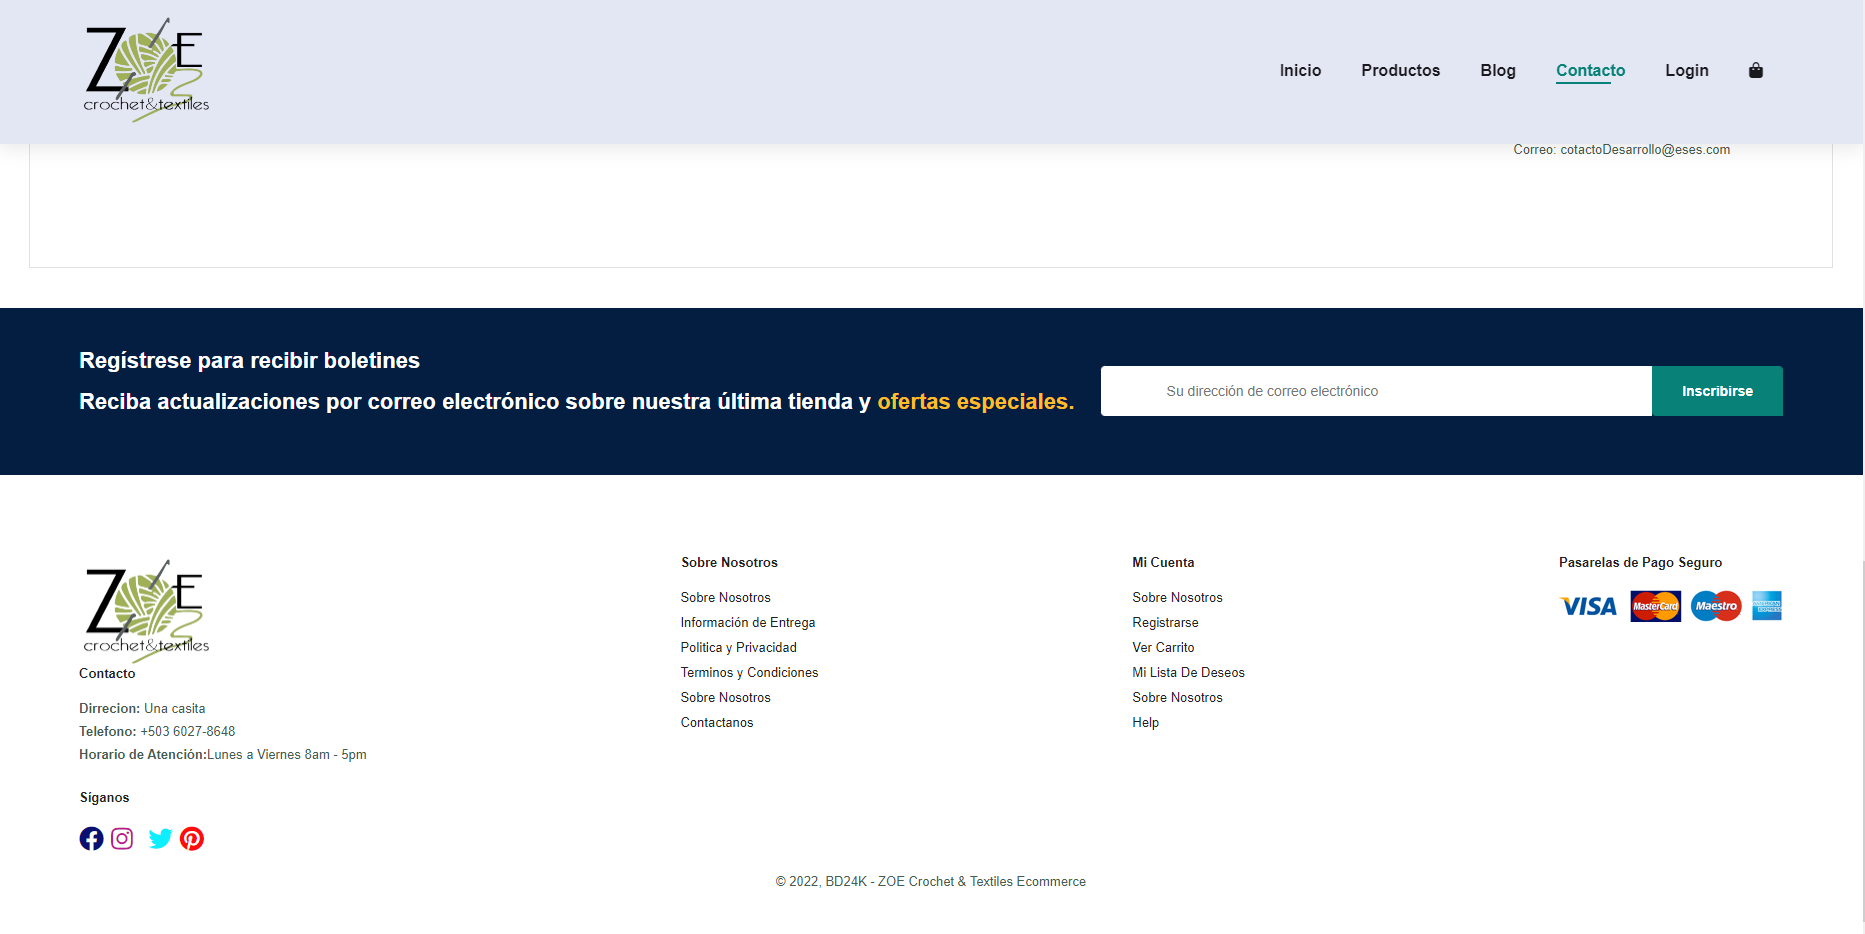 ZOE
crochet&textiles
Inicio
Productos
Blog
Contacto
Login
Correo: cotactoDesarrollo@eses.com
Regístrese para recibir boletines
Reciba actualizaciones por correo electrónico sobre nuestra última tienda y ofertas especiales.
Su dirección de correo electrónico
Inscribirse
ZOE
crochet&textiles
Contacto
Dirrecion: Una casita
Telefono: +503 6027-8648
Horario de Atención:Lunes a Viernes 8am - 5pm
Síganos
Sobre Nosotros
Sobre Nosotros
Información de Entrega
Politica y Privacidad
Terminos y Condiciones
Sobre Nosotros
Contactanos
Mi Cuenta
Sobre Nosotros
Registrarse
Ver Carrito
Mi Lista De Deseos
Sobre Nosotros
Help
Pasarelas de Pago Seguro
VISA
MasterCard
Maestro
AMERICAN
EXPRESS
© 2022, BD24K - ZOE Crochet & Textiles Ecommerce